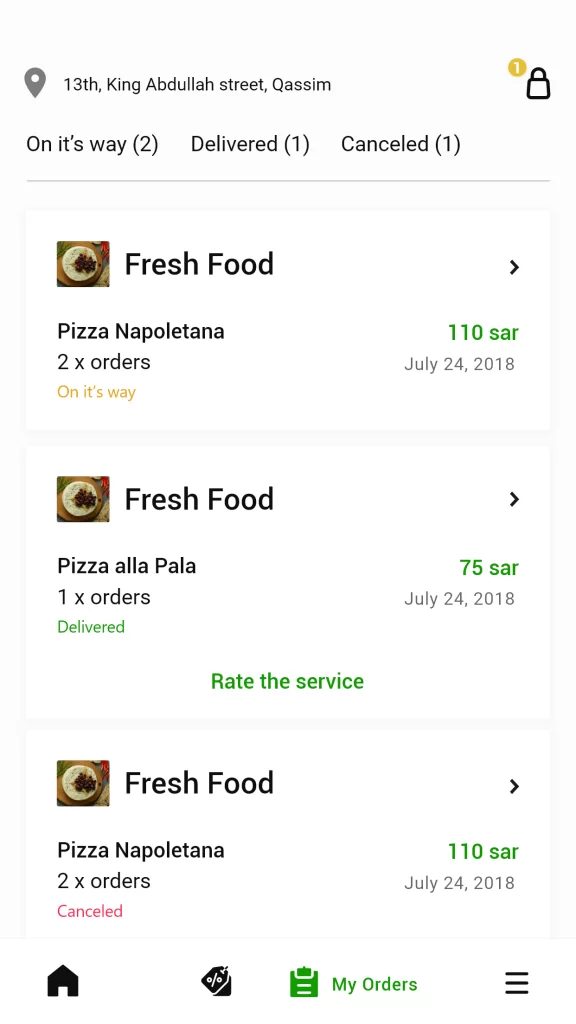 1
13th, King Abdullah street, Qassim
On it’s way (2) Delivered (1) Canceled (1)
Fresh Food
Pizza Napoletana 110 sar
2 x orders July 24, 2018
On it’s way
Fresh Food
Pizza alla Pala 75 sar
1 x orders July 24, 2018
Delivered
Rate the service
Fresh Food
Pizza Napoletana 110 sar
2 x orders July 24, 2018
Canceled
%
My Orders